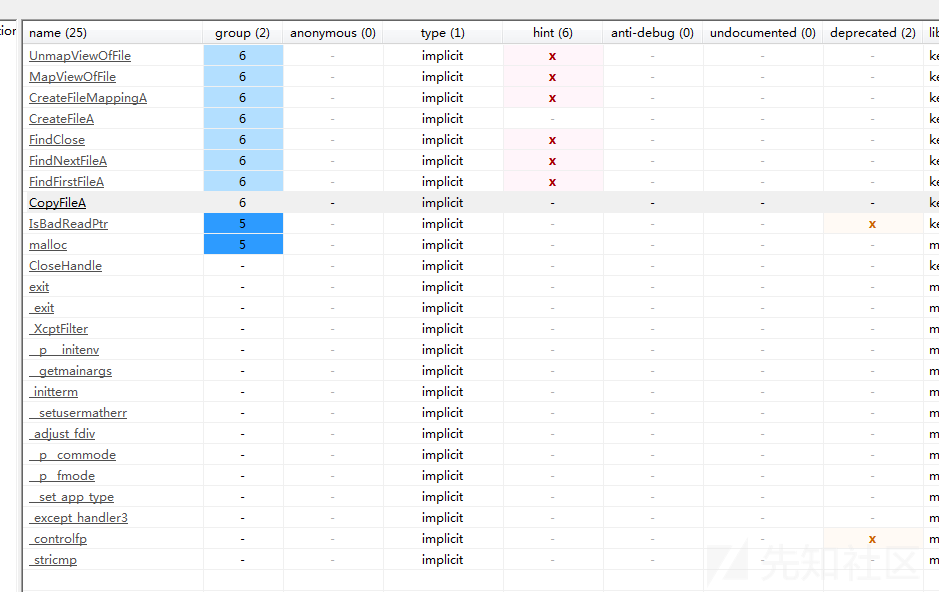 tion name (25) group (2) anonymous (0) type (1) hint (6) anti-debug (0) undocumented (0) deprecated (2) lib
UnmapViewOfFile 6 - implicit x - - - ke
MapViewOfFile 6 - implicit x - - - ke
CreateFileMappingA 6 - implicit x - - - ke
CreateFileA 6 - implicit - - - - ke
FindClose 6 - implicit x - - - ke
FindNextFileA 6 - implicit x - - - ke
FindFirstFileA 6 - implicit x - - - ke
CopyFileA 6 - implicit - - - - ke
IsBadReadPtr 5 - implicit - - - x ke
malloc 5 - implicit - - - - m
CloseHandle - - implicit - - - - ke
exit - - implicit - - - - m
_exit - - implicit - - - - m
_XcptFilter - - implicit - - - - m
__p___initenv - - implicit - - - - m
__getmainargs - - implicit - - - - m
_initterm - - implicit - - - - m
__setusermatherr - - implicit - - - - m
_adjust_fdiv - - implicit - - - - m
__p__commode - - implicit - - - - m
__p__fmode - - implicit - - - - m
__set_app_type - - implicit - - - - m
_except_handler3 - - implicit - - - - m
_controlfp - - implicit - - - x m
_stricmp - - implicit - - - - m
先知社区